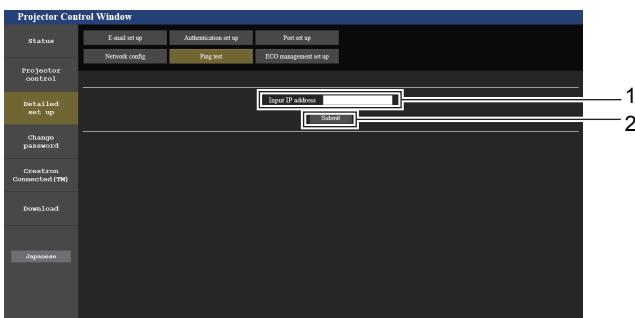 Projector Control Window
Status
E-mail set up
Authentication set up
Port set up
Network config
Ping test
ECO management set up
Projector
control
Detailed
set up
Change
password
Crestron
Connected(TM)
Download
Japanese
Input IP address
1
Submit
2